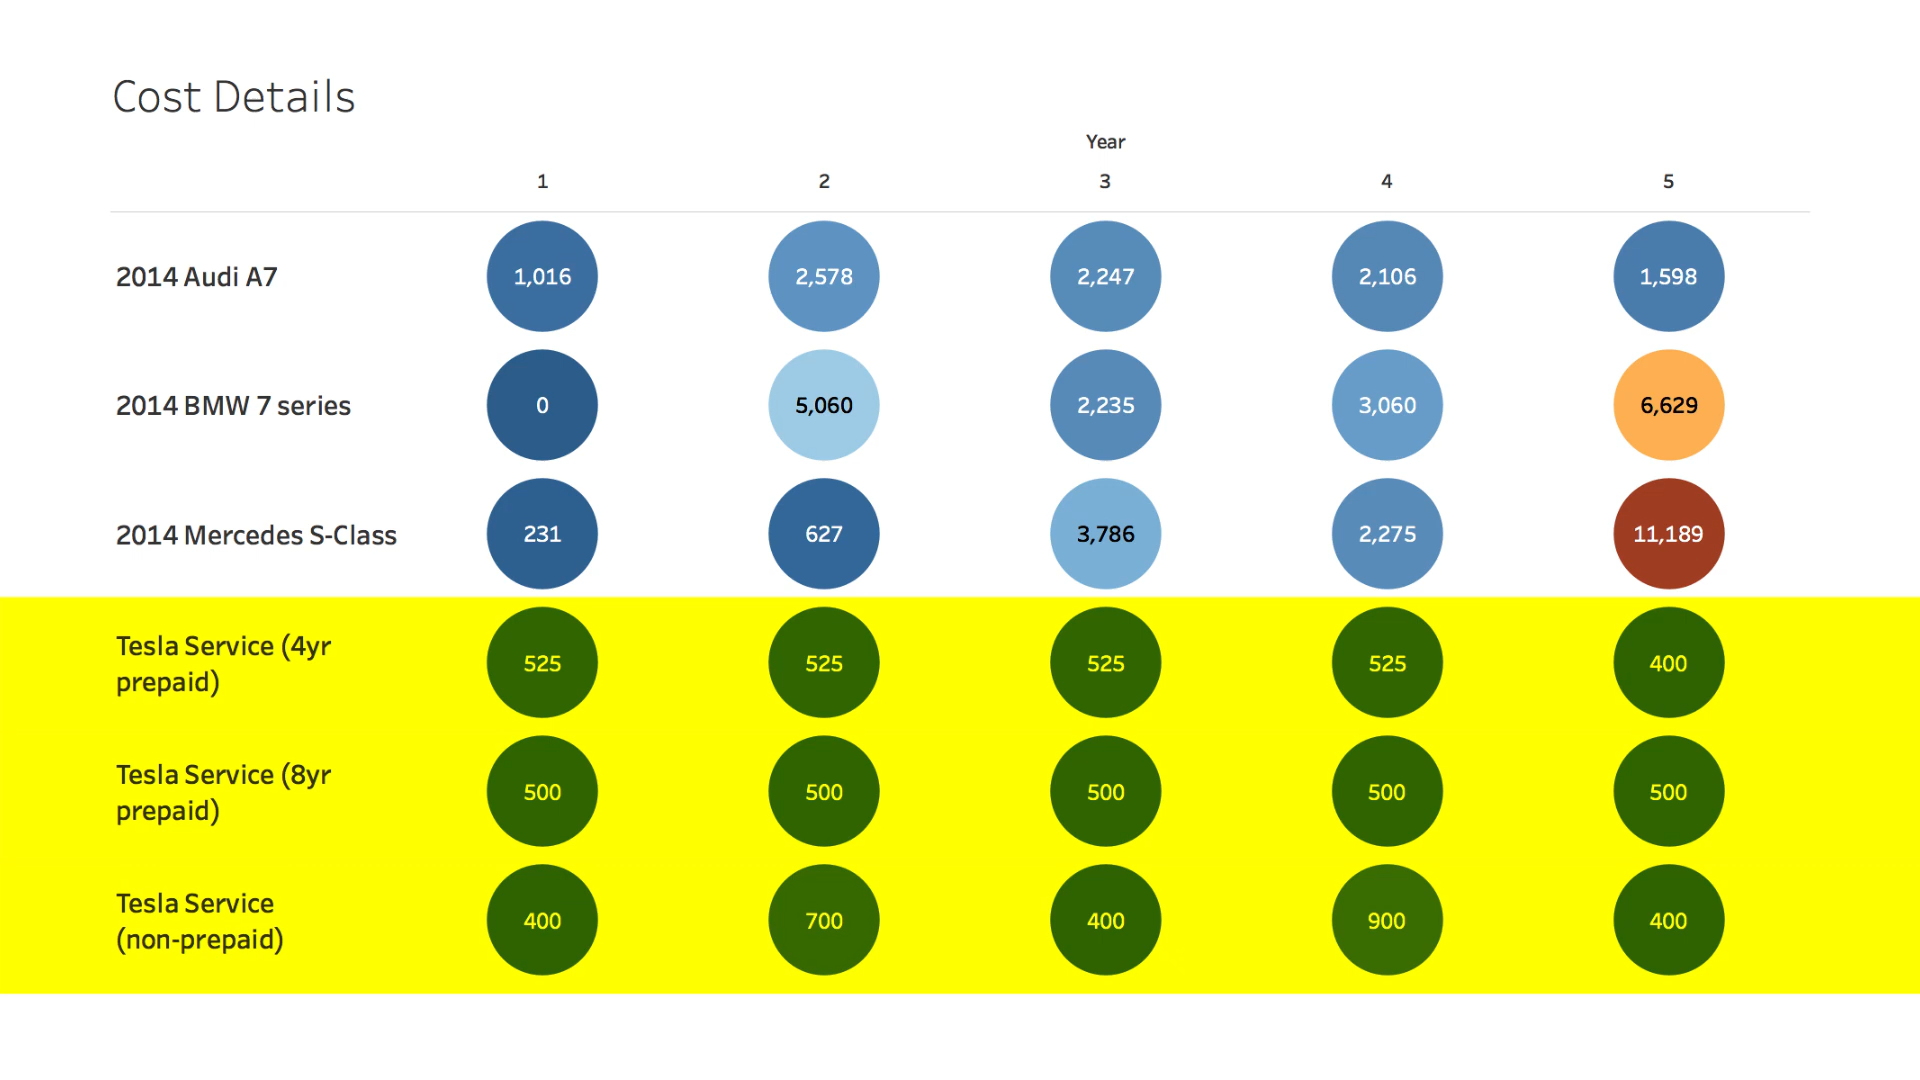 Cost Details
Year
1 2 3 4 5
2014 Audi A7 1,016 2,578 2,247 2,106 1,598
2014 BMW 7 series 0 5,060 2,235 3,060 6,629
2014 Mercedes S-Class 231 627 3,786 2,275 11,189
Tesla Service (4yr
prepaid) 525 525 525 525 400
Tesla Service (8yr
prepaid) 500 500 500 500 500
Tesla Service
(non-prepaid) 400 700 400 900 400